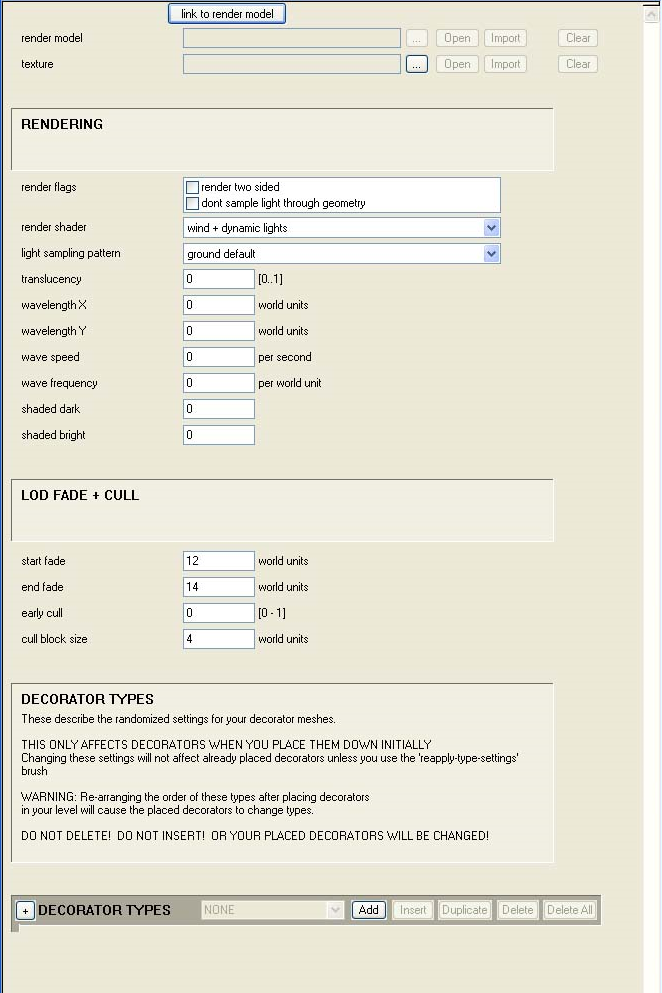 link to render model
render model ... Open Import Clear
texture ... Open Import Clear
RENDERING
render flags render two sided
dont sample light through geometry
render shader wind + dynamic lights
light sampling pattern ground default
translucency 0 [0..1]
wavelength X 0 world units
wavelength Y 0 world units
wave speed 0 per second
wave frequency 0 per world unit
shaded dark 0
shaded bright 0
LOD FADE + CULL
start fade 12 world units
end fade 14 world units
early cull 0 [0 - 1]
cull block size 4 world units
DECORATOR TYPES
These describe the randomized settings for your decorator meshes.
THIS ONLY AFFECTS DECORATORS WHEN YOU PLACE THEM DOWN INITIALLY
Changing these settings will not affect already placed decorators unless you use the 'reapply-type-settings'
brush
WARNING: Re-arranging the order of these types after placing decorators
in your level will cause the placed decorators to change types.
DO NOT DELETE! DO NOT INSERT! OR YOUR PLACED DECORATORS WILL BE CHANGED!
+ DECORATOR TYPES NONE Add Insert Duplicate Delete Delete All